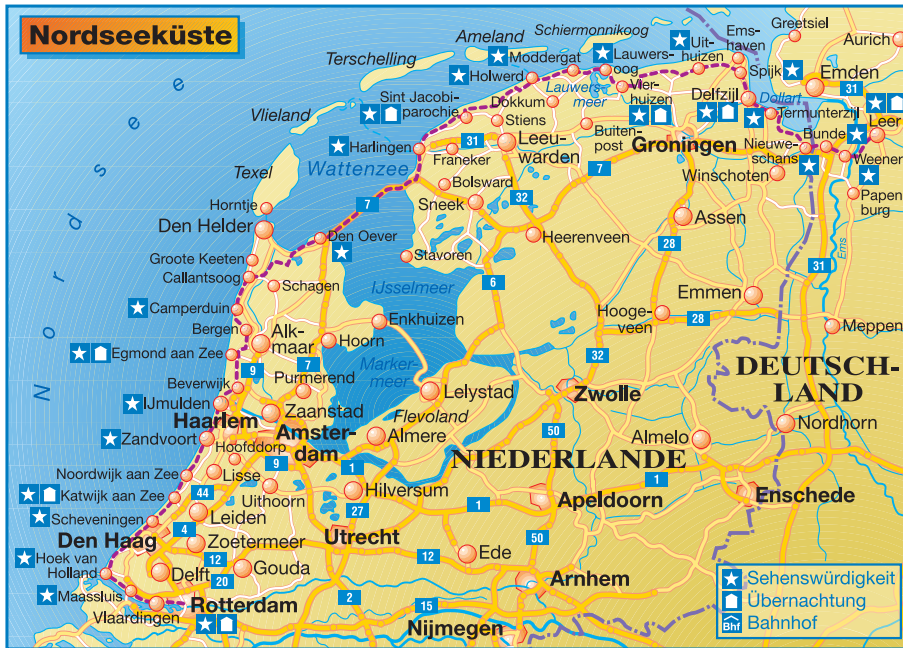 Nordseeküste
Nordsee
Schiermonnikoog
Ameland
Terschelling
Vlieland
Texel
Wattenzee
Moddergat
Holwerd
Lauwers-
oog
Uit-
huizen
Ems-
haven
Greetsiel
Aurich
Spijk
Emden
31
Sint Jacobi-
parochie
Dokkum
Lauwers-
meer
Vier-
huizen
Delfzijl
Dollart
Termunterzijl
Leer
Stiens
Buiten-
post
Groningen
Bunde
Harlingen
31
Franeker
Leeu-
warden
Nieuwe-
schans
Weener
Winschoten
7
Bolsward
Sneek
32
Papen
burg
Horntje
7
Den Helder
Den Oever
Assen
Heerenveen
28
Ems
Groote Keeten
Callantsoog
Stavoren
31
Schagen
IJsselmeer
6
Emmen
Camperduin
Enkhuizen
Hooge-
veen
28
Meppen
Bergen
Alk-
maar
Hoorn
Egmond aan Zee
9
7
Marker-
meer
32
DEUTSCH-
LAND
Beverwijk
Purmerend
Lelystad
Zwolle
IJmulden
Haarlem
Zaanstad
Flevoland
Nordhorn
Zandvoort
Amster-
dam
Almere
50
Almelo
Hoofddorp
NIEDERLANDE
Noordwijk aan Zee
Lisse
9
1
1
Katwijk aan Zee
44
Uithoorn
Hilversum
1
Apeldoorn
Enschede
Scheveningen
Leiden
27
Den Haag
4
Zoetermeer
Utrecht
50
Hoek van
Holland
12
12
Ede
Delft
20
Gouda
Arnhem
Maassluis
Rotterdam
2
15
Vlaardingen
Nijmegen
Sehenswürdigkeit
Übernachtung
Bhf Bahnhof